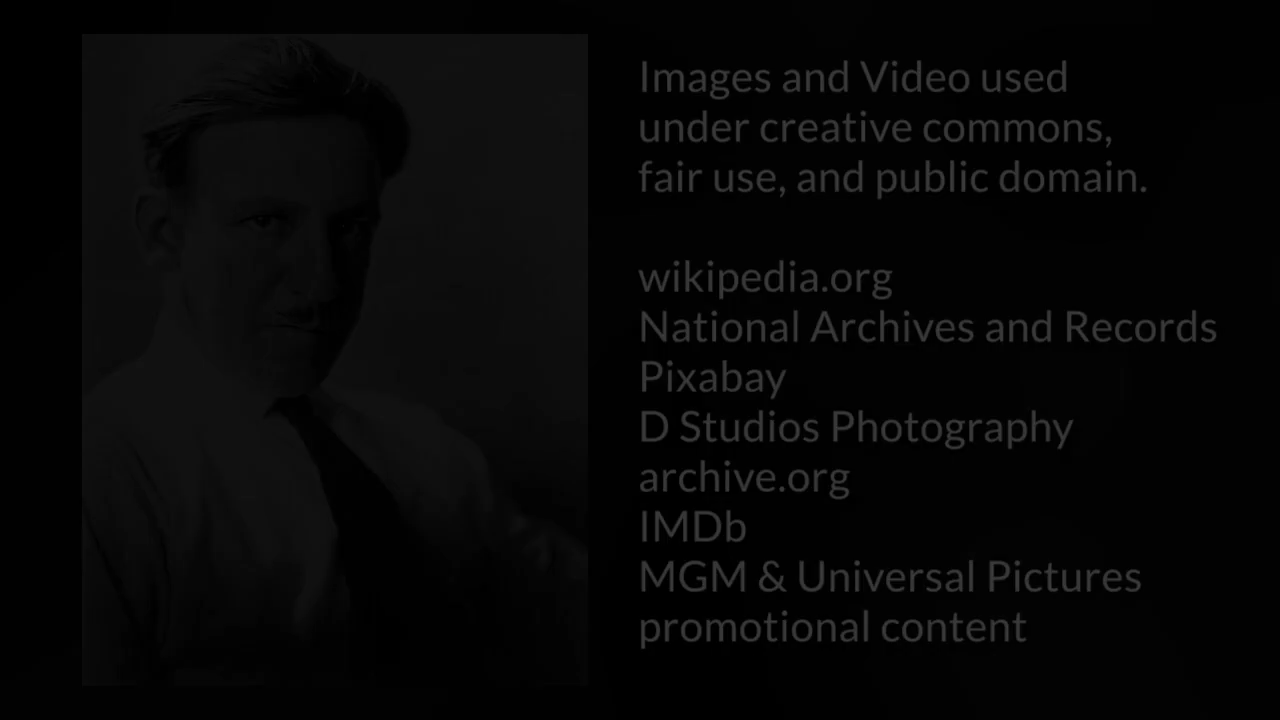 Images and Video used
under creative commons,
fair use, and public domain.
wikipedia.org
National Archives and Records
Pixabay
D Studios Photography
archive.org
IMDb
MGM & Universal Pictures
promotional content